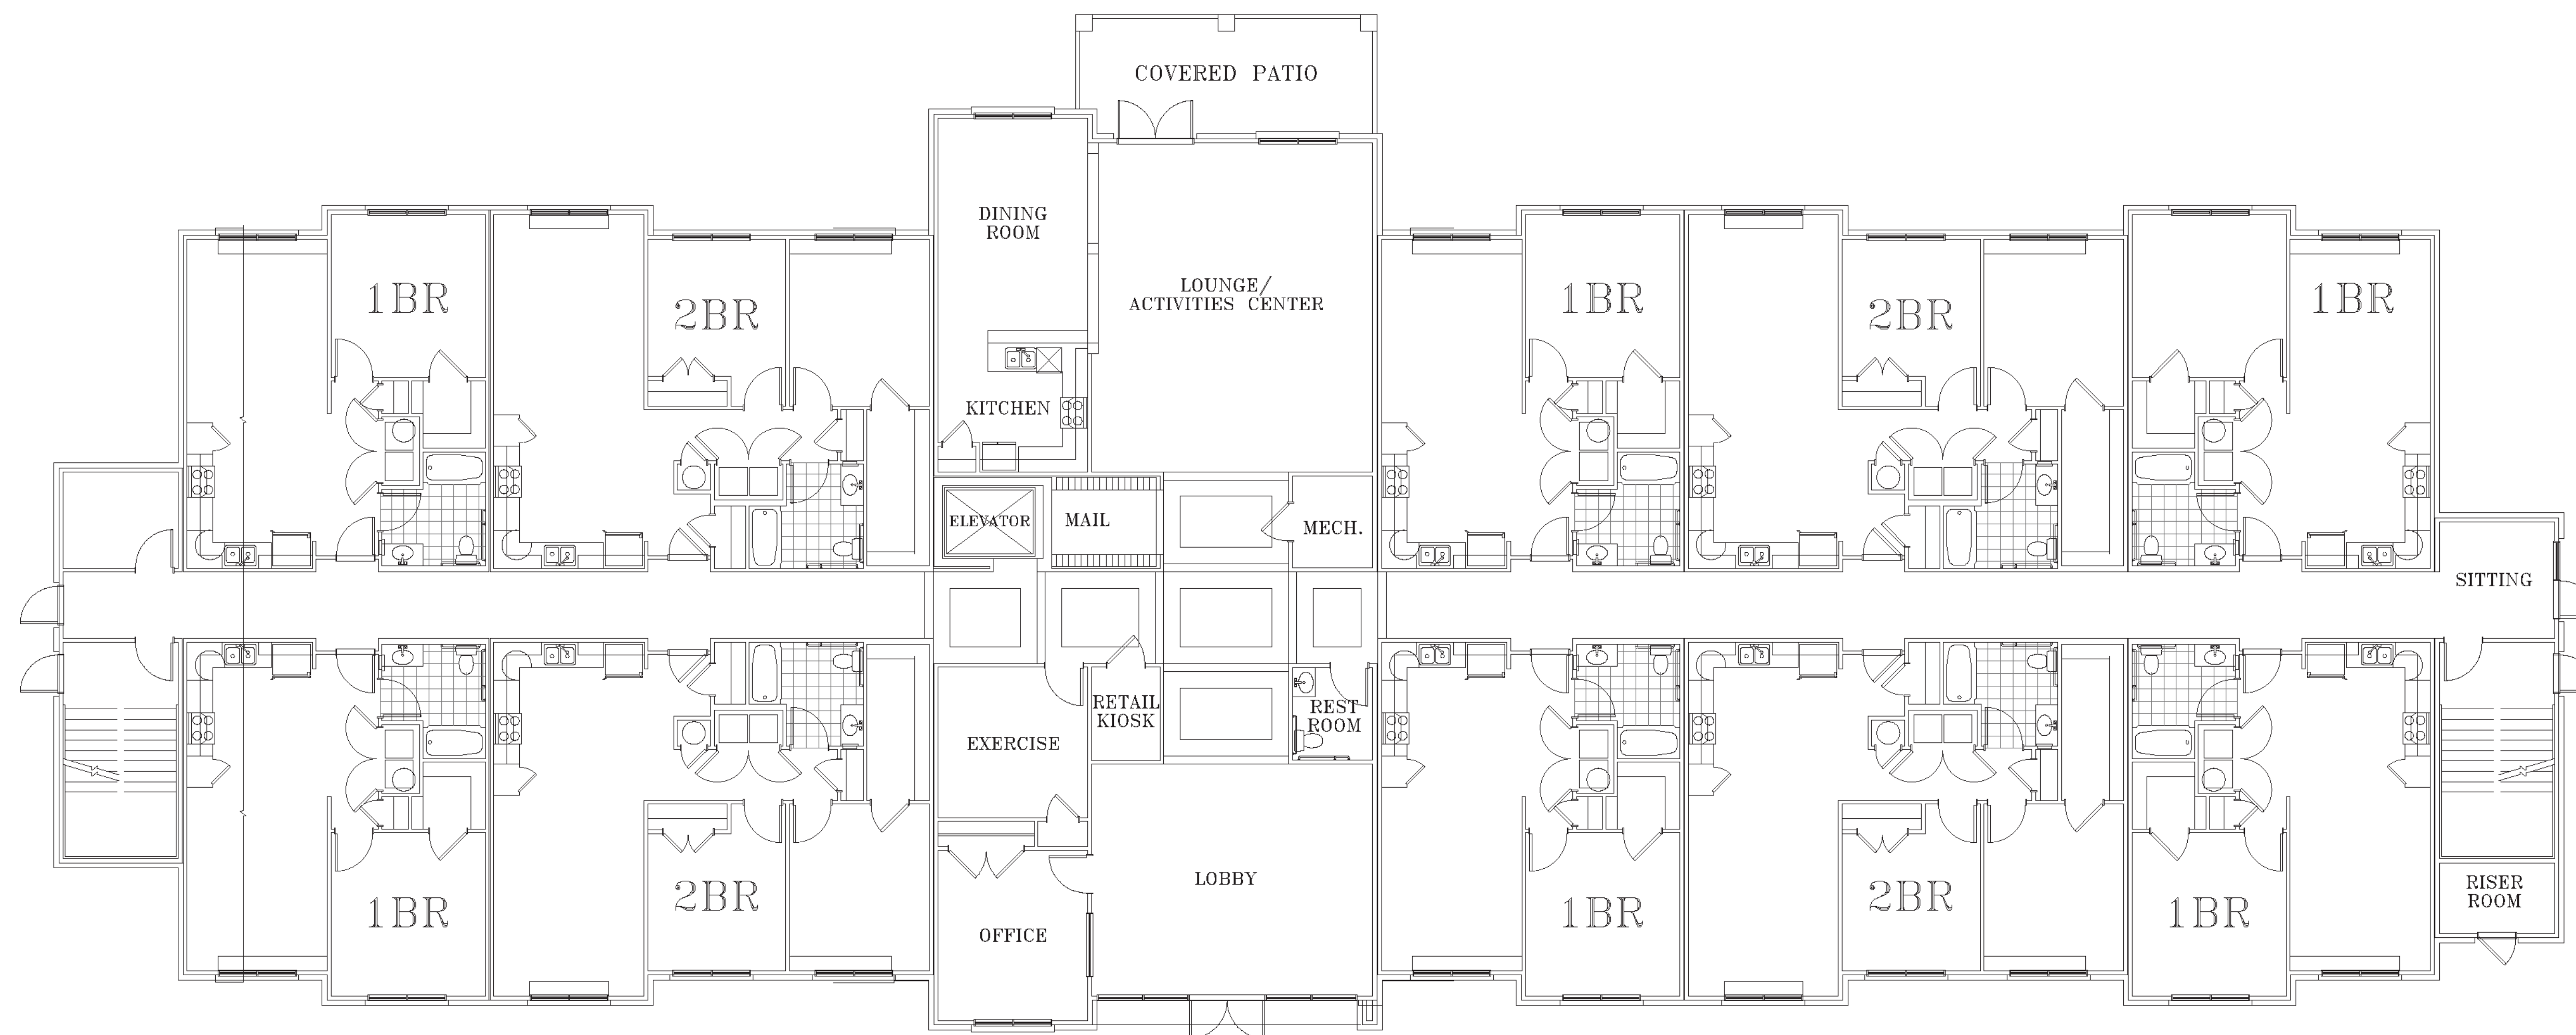 COVERED PATIO
DINING
ROOM
LOUNGE/
ACTIVITIES CENTER
1BR
2BR
1BR
2BR
1BR
KITCHEN
ELEVATOR
MAIL
MECH.
SITTING
EXERCISE
RETAIL
KIOSK
REST
ROOM
LOBBY
OFFICE
1BR
2BR
1BR
2BR
1BR
RISER
ROOM